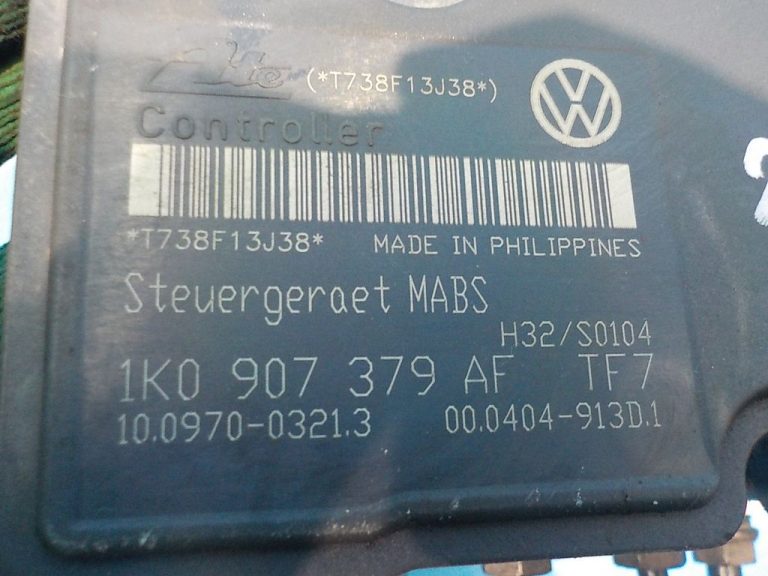 Ate (*T738F13J38*)
Controller
*T738F13J38* MADE IN PHILIPPINES
Steuergeraet MABS
H32/S0104
1K0 907 379 AF TF7
10.0970-0321.3 00.0404-913D.1